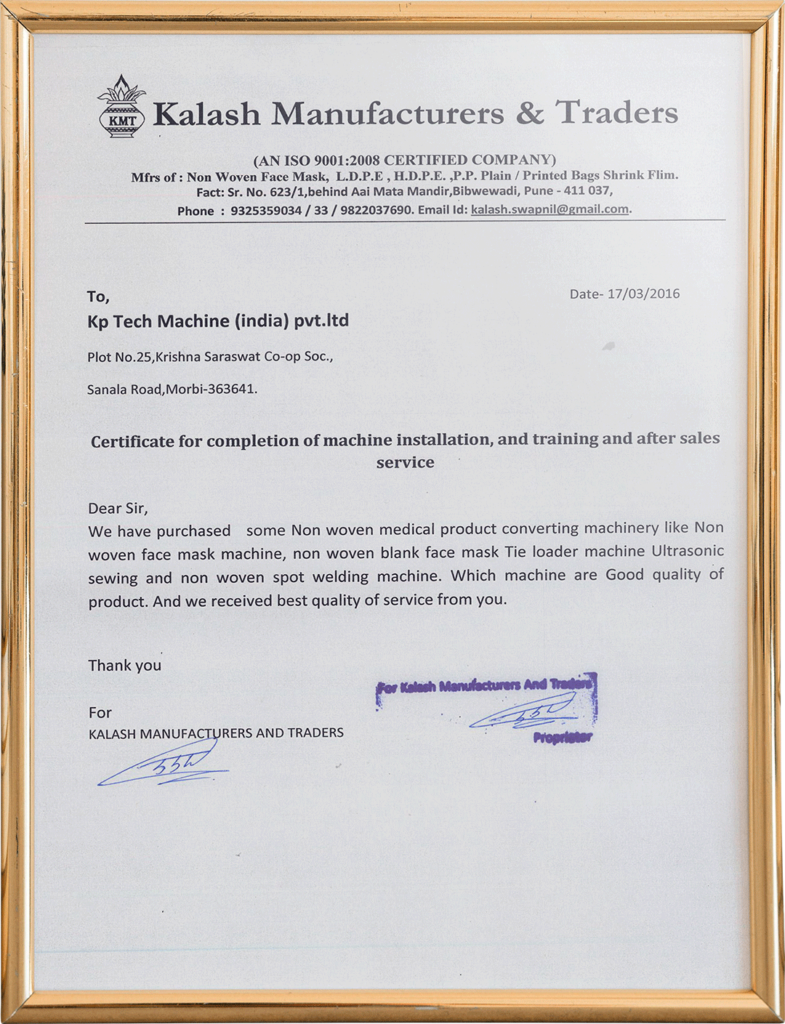 KMT
Kalash Manufacturers & Traders
(AN ISO 9001:2008 CERTIFIED COMPANY)
Mfrs of : Non Woven Face Mask, L.D.P.E , H.D.P.E. ,P.P. Plain / Printed Bags Shrink Flim.
Fact: Sr. No. 623/1,behind Aai Mata Mandir,Bibwewadi, Pune - 411 037,
Phone : 9325359034 / 33 / 9822037690. Email Id: kalash.swapnil@gmail.com.
To,
Date- 17/03/2016
Kp Tech Machine (india) pvt.ltd
Plot No.25,Krishna Saraswat Co-op Soc.,
Sanala Road,Morbi-363641.
Certificate for completion of machine installation, and training and after sales
service
Dear Sir,
We have purchased some Non woven medical product converting machinery like Non
woven face mask machine, non woven blank face mask Tie loader machine Ultrasonic
sewing and non woven spot welding machine. Which machine are Good quality of
product. And we received best quality of service from you.
Thank you
For Kalash Manufacturers And Traders
For
KALASH MANUFACTURERS AND TRADERS
Proprietor